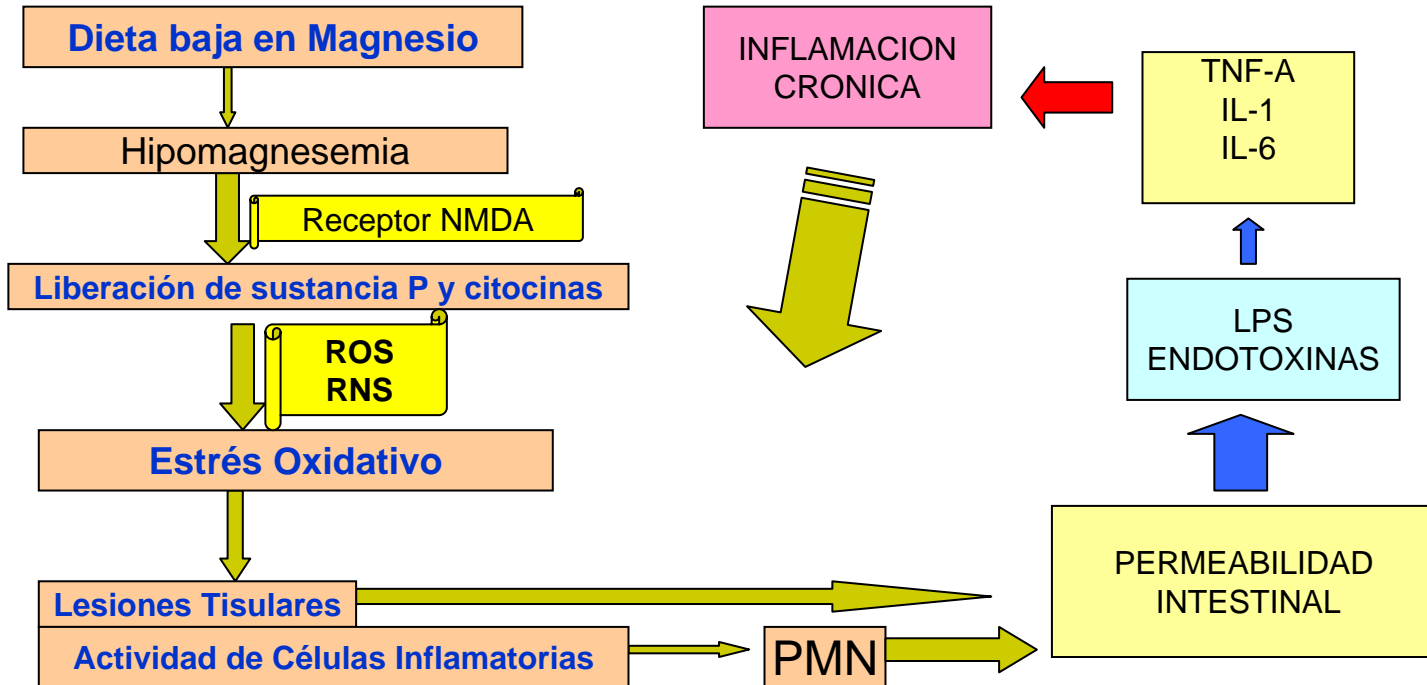 Dieta baja en Magnesio
Hipomagnesemia
Receptor NMDA
Liberación de sustancia P y citocinas
ROS
RNS
Estrés Oxidativo
Lesiones Tisulares
Actividad de Células Inflamatorias
PMN
PERMEABILIDAD
INTESTINAL
LPS
ENDOTOXINAS
TNF-A
IL-1
IL-6
INFLAMACION
CRONICA